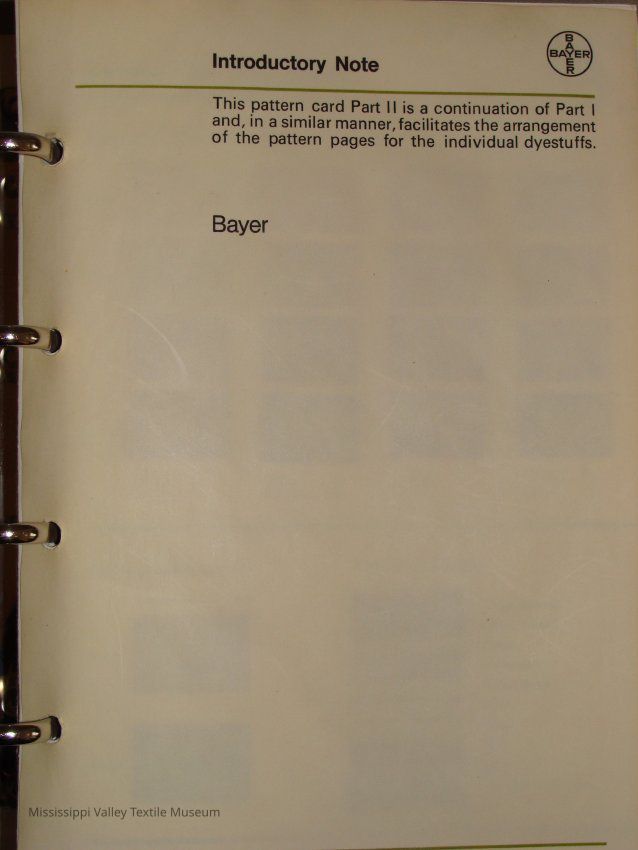 Introductory Note
BAYER
BAYER
This pattern card Part II is a continuation of Part I
and, in a similar manner, facilitates the arrangement
of the pattern pages for the individual dyestuffs.
Bayer
Mississippi Valley Textile Museum